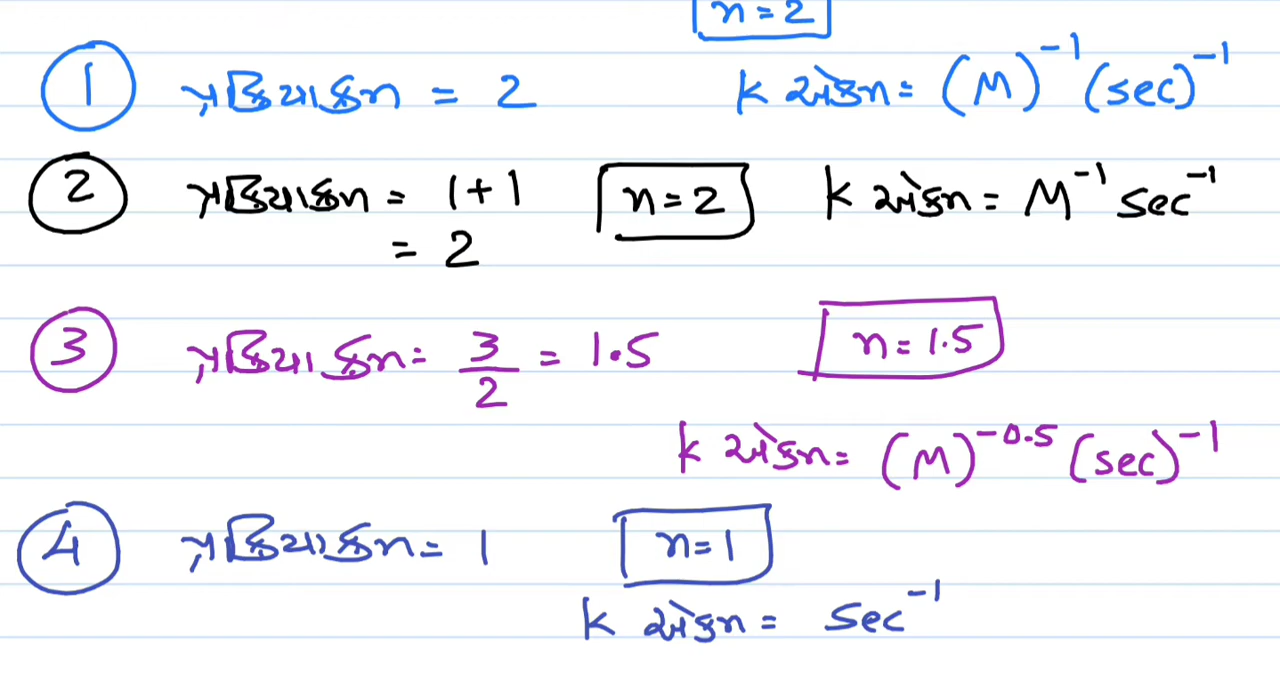 n = 2
① પ્રક્રિયાક્રમ = 2 k એકમ = (M)⁻¹ (sec)⁻¹
② પ્રક્રિયાક્રમ = 1+1 n = 2 k એકમ = M⁻¹ sec⁻¹
= 2
③ પ્રક્રિયાક્રમ = 3/2 = 1.5 n = 1.5
k એકમ = (M)⁻⁰·⁵ (sec)⁻¹
④ પ્રક્રિયાક્રમ = 1 n = 1
k એકમ = sec⁻¹